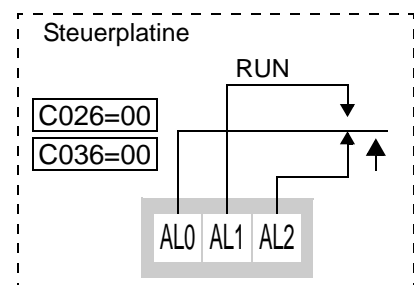 Steuerplatine
RUN
C026=00
C036=00
AL0 AL1 AL2